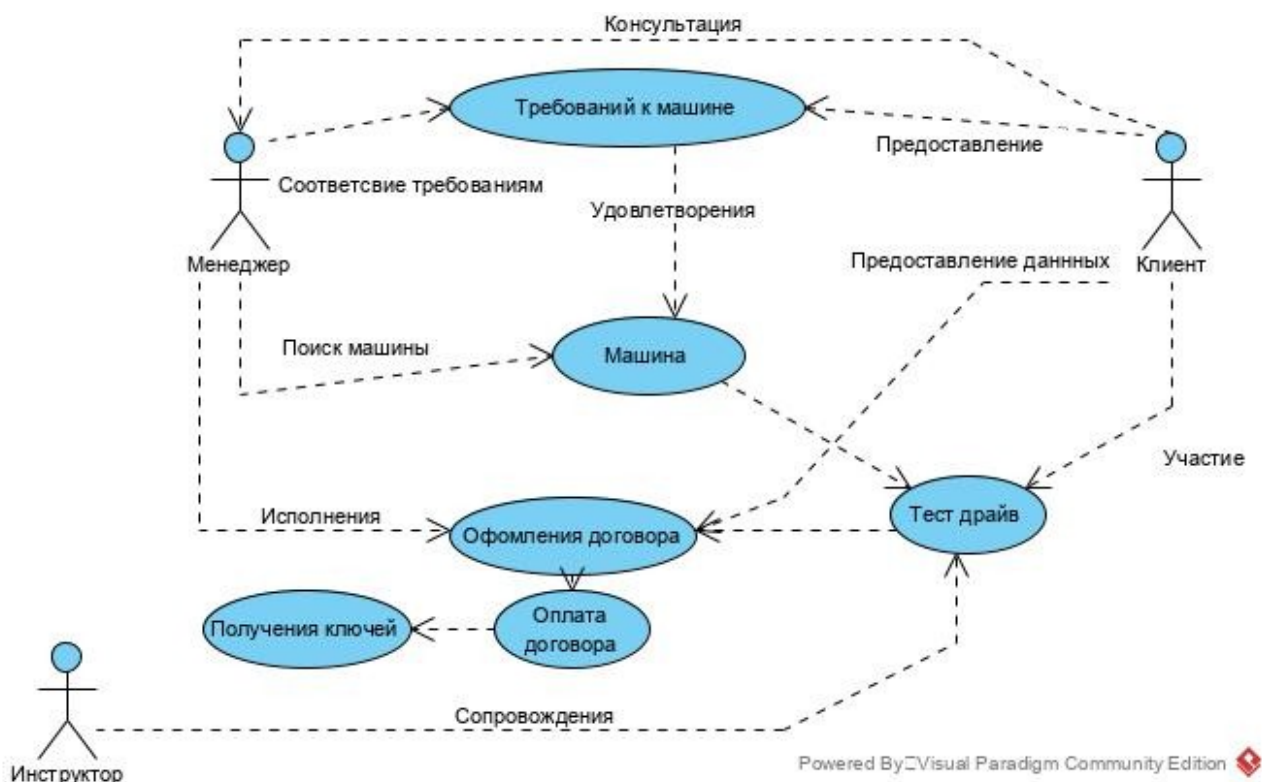 Консультация
Требований к машине
Предоставление
Соответсвие требованиям
Удовлетворения
Менеджер
Предоставление даннных
Клиент
Поиск машины
Машина
Участие
Исполнения
Тест драйв
Офомления договора
Получения ключей
Оплата
договора
Сопровождения
Инструктор
Powered By Visual Paradigm Community Edition